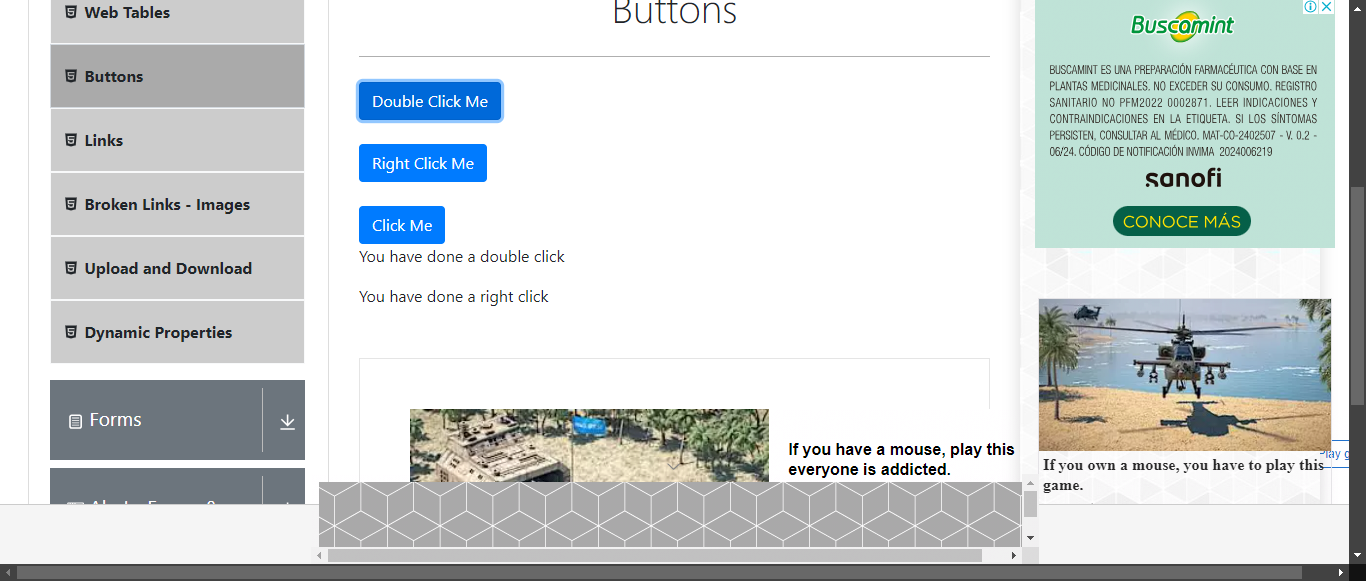 Web Tables
Buttons
Links
Broken Links - Images
Upload and Download
Dynamic Properties
Forms
Buttons
Double Click Me
Right Click Me
Click Me
You have done a double click
You have done a right click
If you have a mouse, play this
everyone is addicted.
Buscamint
BUSCAMINT ES UNA PREPARACIÓN FARMACÉUTICA CON BASE EN
PLANTAS MEDICINALES. NO EXCEDER SU CONSUMO. REGISTRO
SANITARIO NO PFM2022 0002871. LEER INDICACIONES Y
CONTRAINDICACIONES EN LA ETIQUETA. SI LOS SÍNTOMAS
PERSISTEN, CONSULTAR AL MÉDICO. MAT-CO-2402507 - V. 0.2 -
06/24. CÓDIGO DE NOTIFICACIÓN INVIMA 2024006219
sanofi
CONOCE MÁS
Play g
If you own a mouse, you have to play this
game.